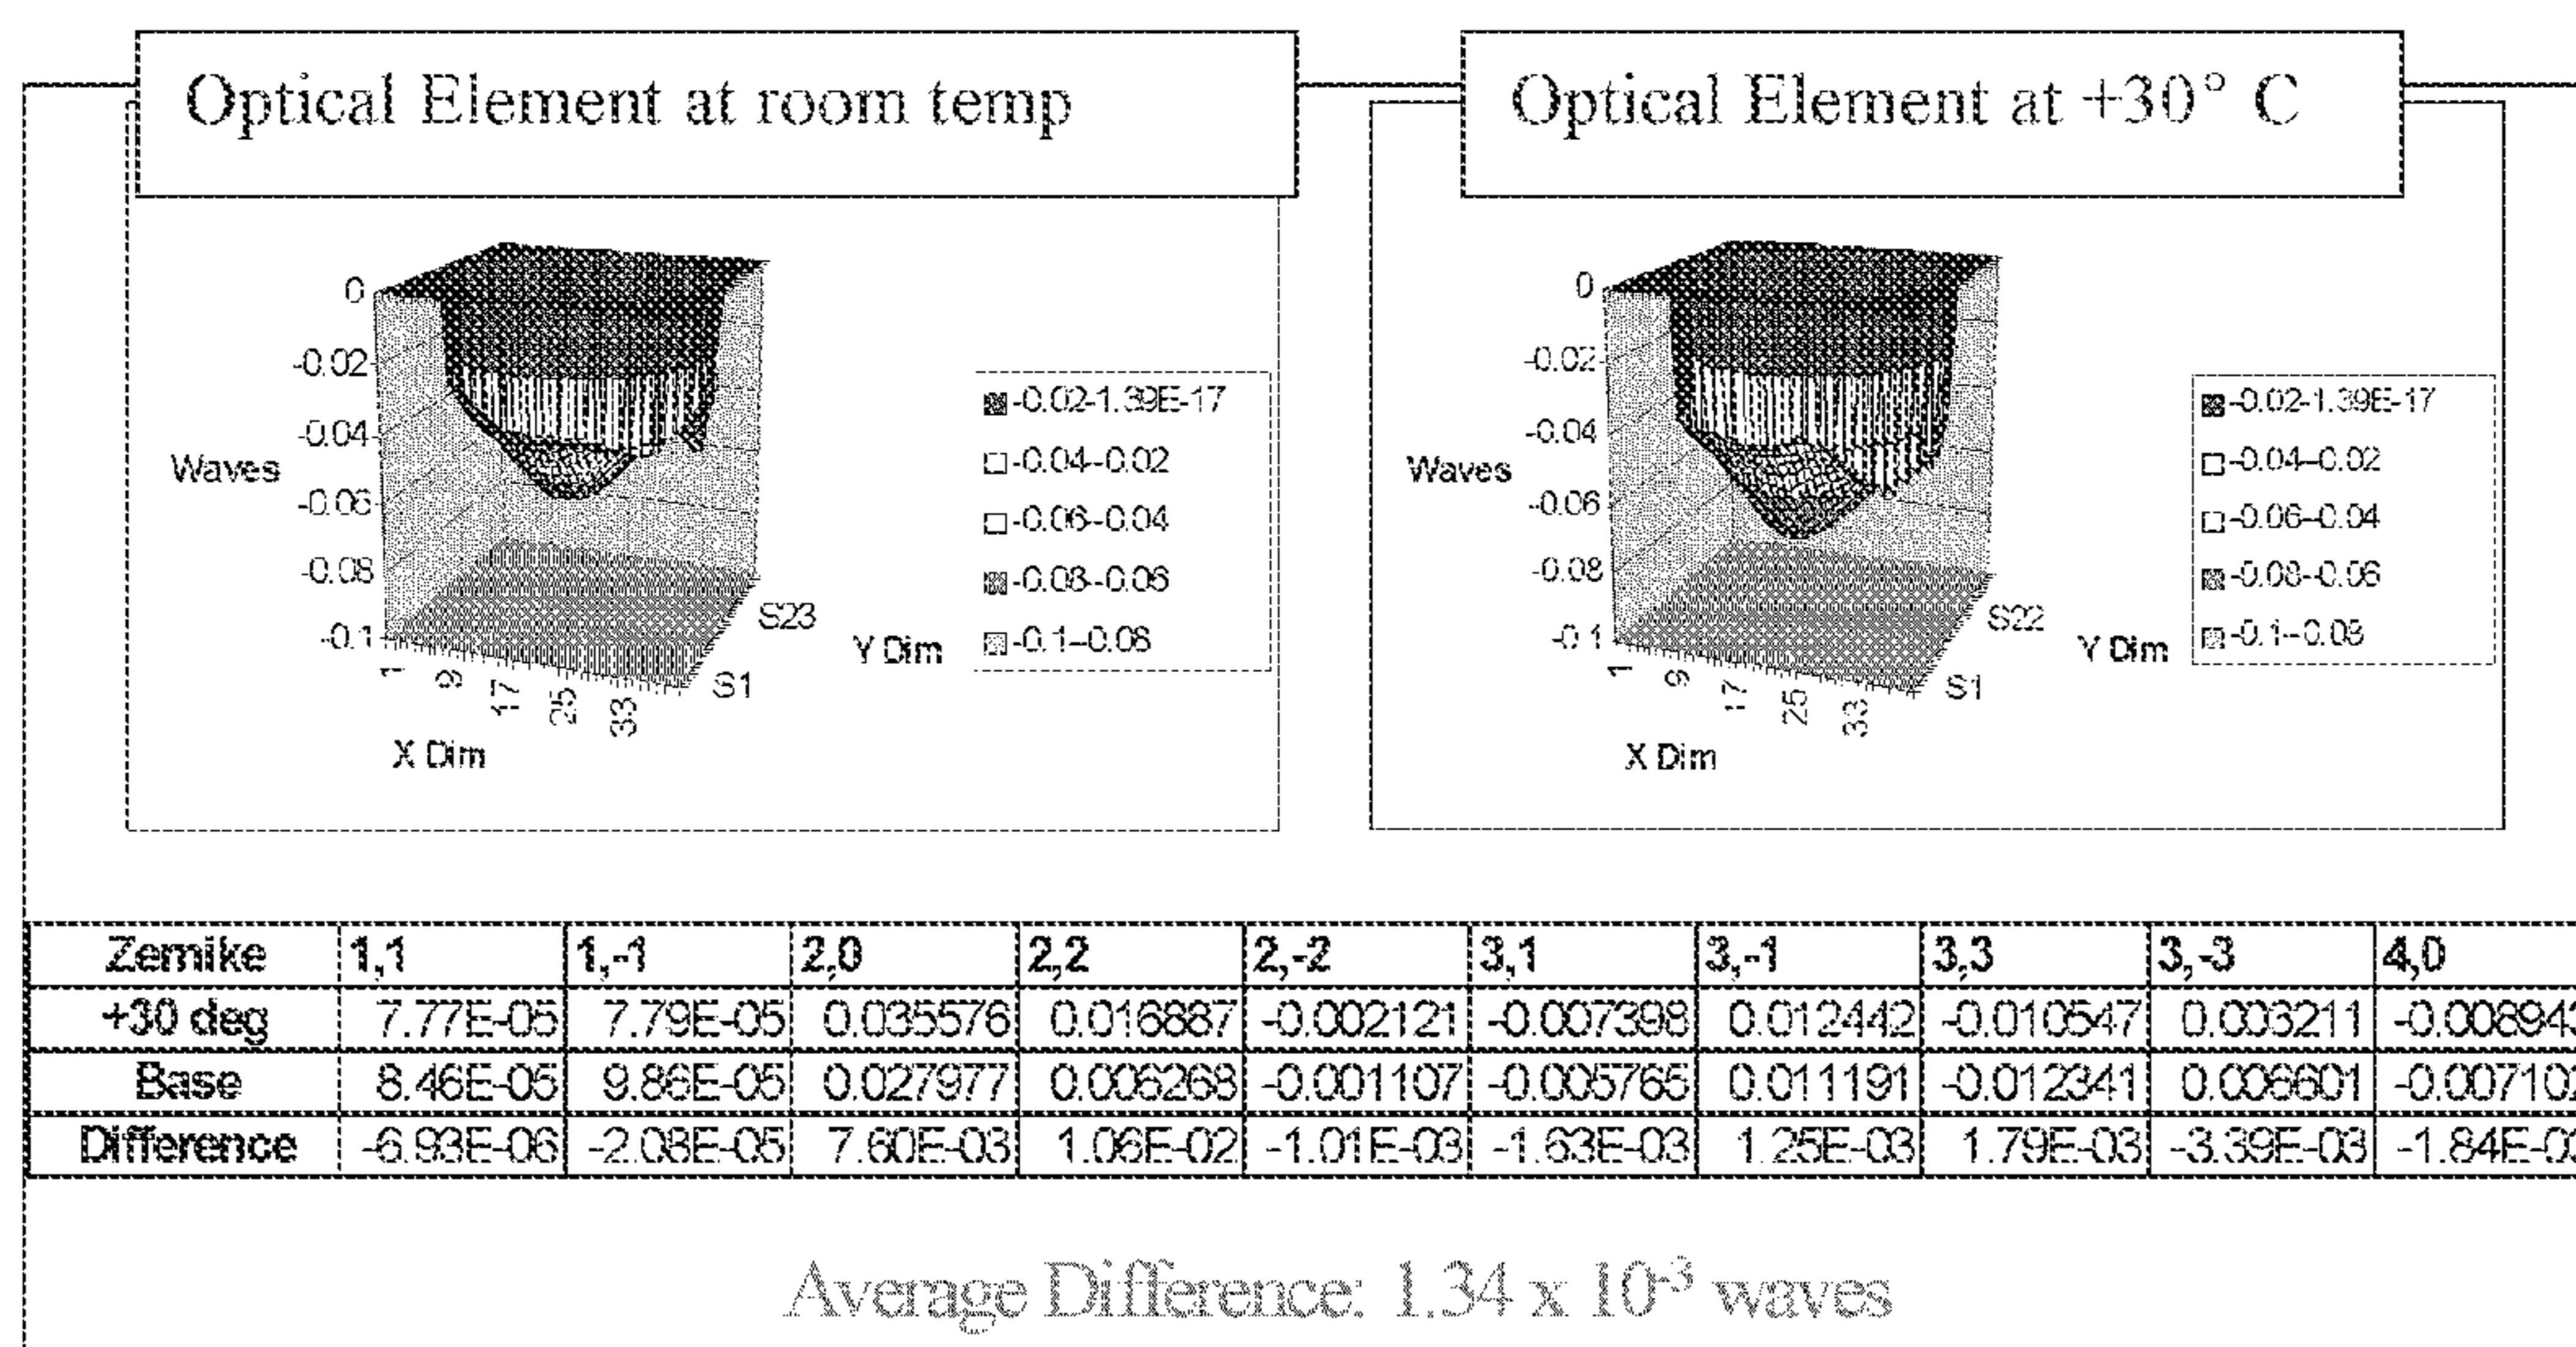 Optical Element at room temp
0
-0.02
-0.04
-0.06
-0.08
-0.1
Waves
1
9
17
25
33
X Dim
S1
S23
Y Dim
-0.02-1.39E-17
-0.04--0.02
-0.06--0.04
-0.08--0.06
-0.1--0.08
Optical Element at +30° C
0
-0.02
-0.04
-0.06
-0.08
-0.1
Waves
1
9
17
25
33
X Dim
S1
S22
Y Dim
-0.02-1.39E-17
-0.04--0.02
-0.06--0.04
-0.08--0.06
-0.1--0.08
Zernike 1,1 1,-1 2,0 2,2 2,-2 3,1 3,-1 3,3 3,-3 4,0
+30 deg 7.77E-05 7.79E-05 0.035576 0.016887 -0.002121 -0.007398 0.012442 -0.010547 0.003211
Base 8.46E-05 9.86E-05 0.027977 0.006268 -0.001107 -0.005765 0.011191 -0.012341 0.006601 -0.007102
Difference -6.93E-06 -2.08E-05 7.60E-03 1.06E-02 -1.01E-03 -1.63E-03 1.25E-03 1.79E-03 -3.39E-03
Average Difference: 1.34 x 10⁻³ waves